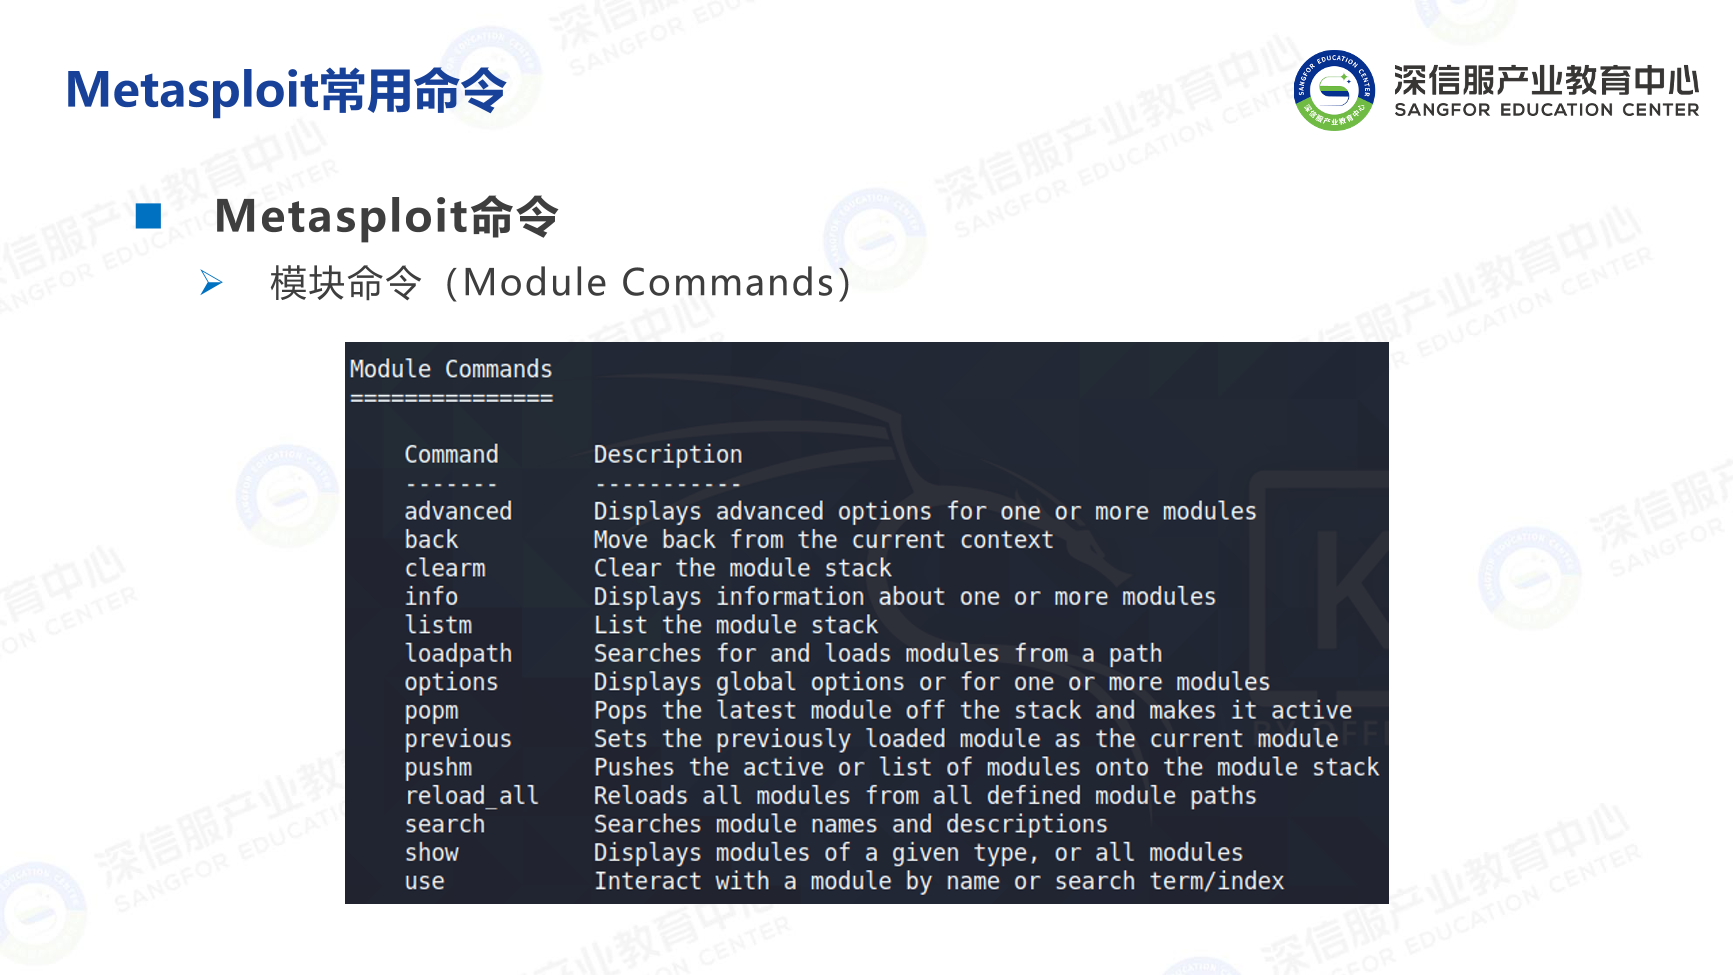 Metasploit常用命令
深信服产业教育中心
SANGFOR EDUCATION CENTER
Metasploit命令
模块命令（Module Commands）
Module Commands
===============
Command Description
------- -----------
advanced Displays advanced options for one or more modules
back Move back from the current context
clearm Clear the module stack
info Displays information about one or more modules
listm List the module stack
loadpath Searches for and loads modules from a path
options Displays global options or for one or more modules
popm Pops the latest module off the stack and makes it active
previous Sets the previously loaded module as the current module
pushm Pushes the active or list of modules onto the module stack
reload_all Reloads all modules from all defined module paths
search Searches module names and descriptions
show Displays modules of a given type, or all modules
use Interact with a module by name or search term/index